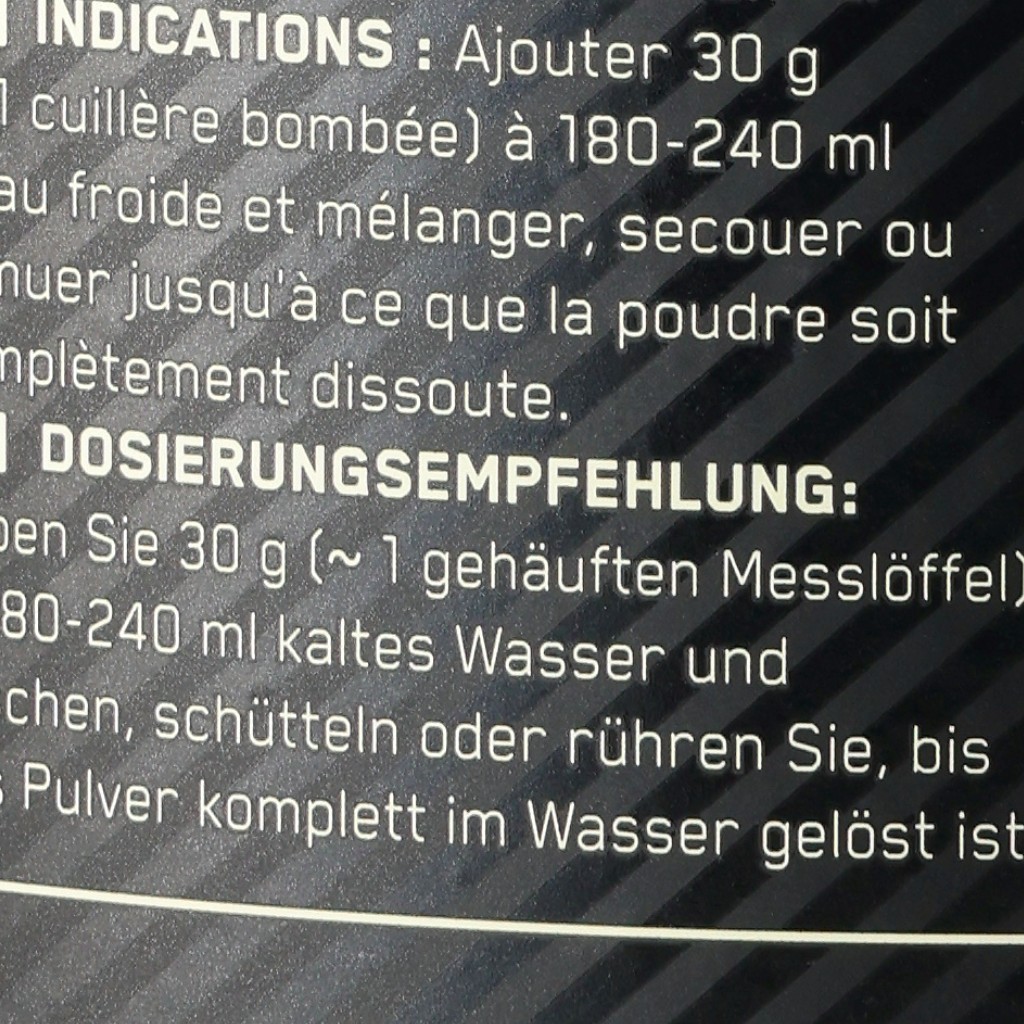 INDICATIONS : Ajouter 30 g
1 cuillère bombée) à 180-240 ml
au froide et mélanger, secouer ou
nuer jusqu'à ce que la poudre soit
mplètement dissoute.
DOSIERUNGSEMPFEHLUNG:
ben Sie 30 g (~ 1 gehäuften Messlöffel)
80-240 ml kaltes Wasser und
chen, schütteln oder rühren Sie, bis
s Pulver komplett im Wasser gelöst ist